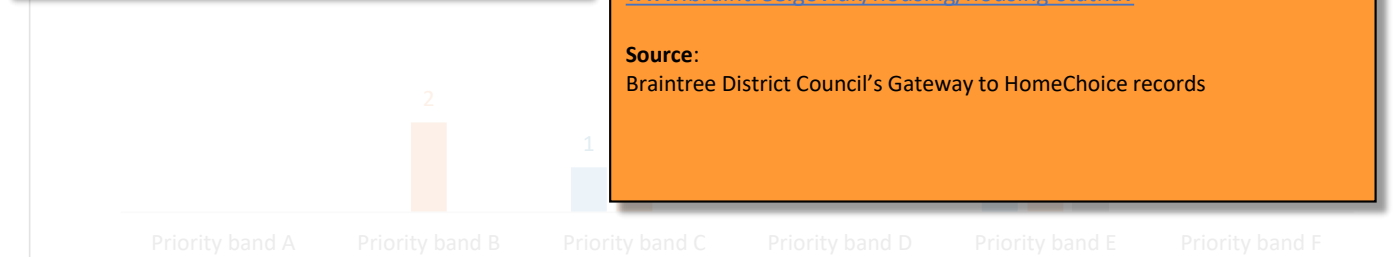 Source:
Braintree District Council's Gateway to HomeChoice records
2
1
Priority band A Priority band B Priority band C Priority band D Priority band E Priority band F